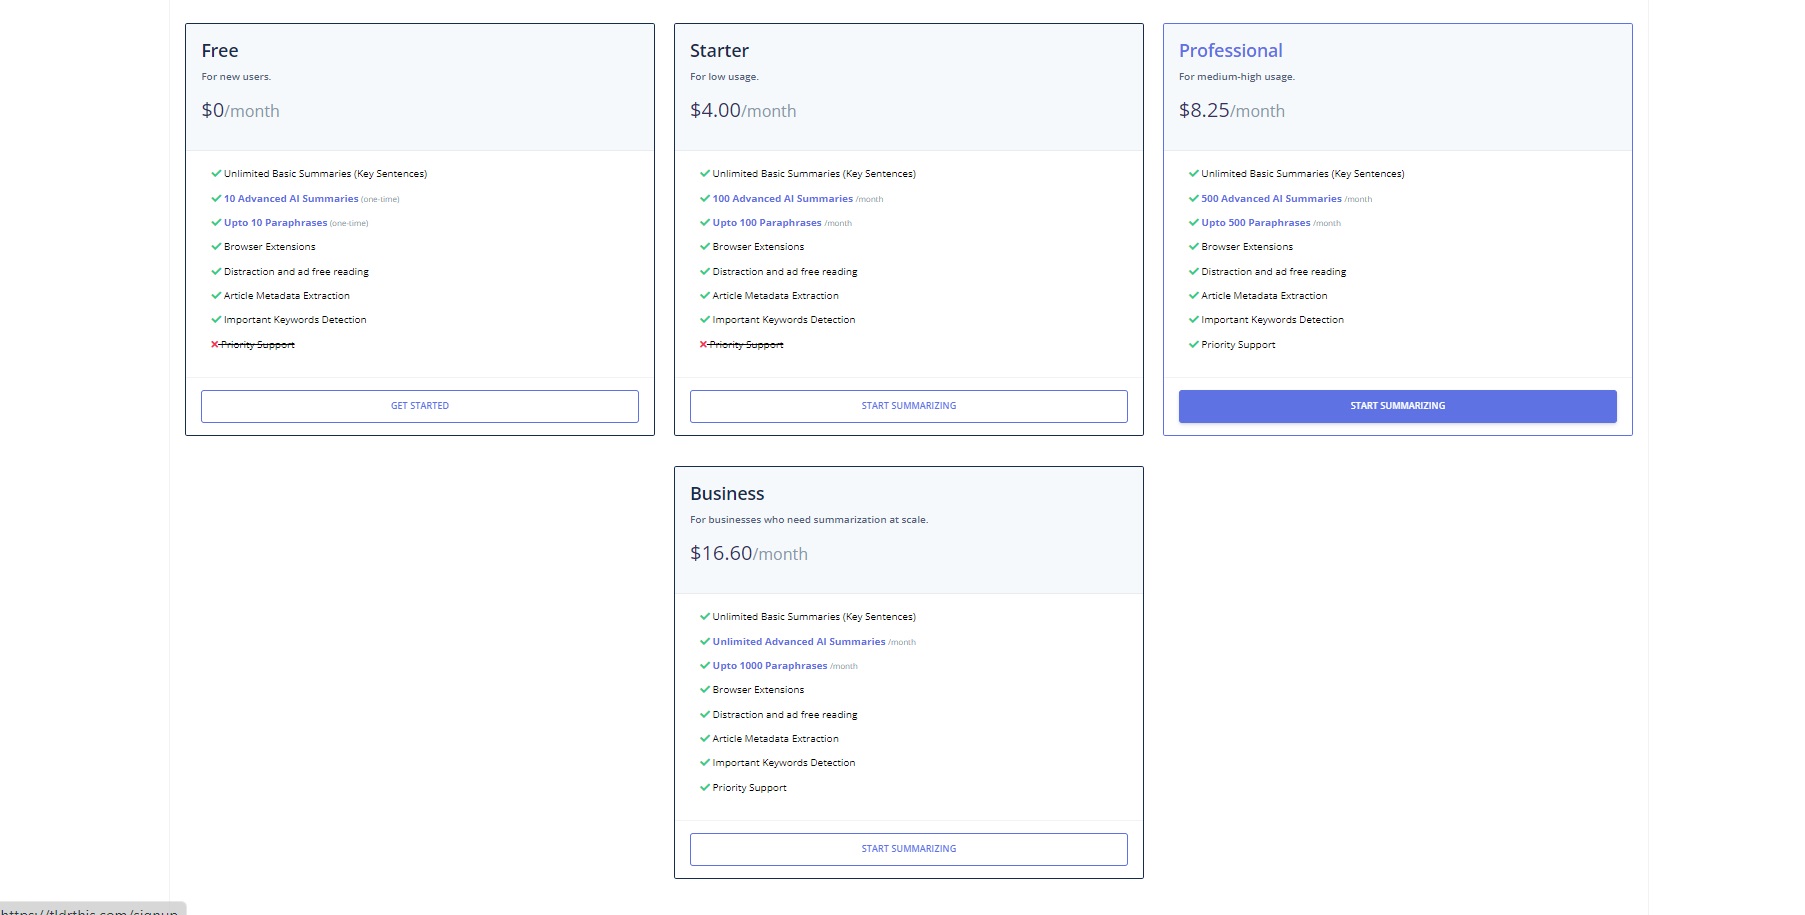 Free
For new users.
$0/month
Unlimited Basic Summaries (Key Sentences)
10 Advanced AI Summaries (one-time)
Upto 10 Paraphrases (one-time)
Browser Extensions
Distraction and ad free reading
Article Metadata Extraction
Important Keywords Detection
Priority Support
GET STARTED
Starter
For low usage.
$4.00/month
Unlimited Basic Summaries (Key Sentences)
100 Advanced AI Summaries /month
Upto 100 Paraphrases /month
Browser Extensions
Distraction and ad free reading
Article Metadata Extraction
Important Keywords Detection
Priority Support
START SUMMARIZING
Professional
For medium-high usage.
$8.25/month
Unlimited Basic Summaries (Key Sentences)
500 Advanced AI Summaries /month
Upto 500 Paraphrases /month
Browser Extensions
Distraction and ad free reading
Article Metadata Extraction
Important Keywords Detection
Priority Support
START SUMMARIZING
Business
For businesses who need summarization at scale.
$16.60/month
Unlimited Basic Summaries (Key Sentences)
Unlimited Advanced AI Summaries /month
Upto 1000 Paraphrases /month
Browser Extensions
Distraction and ad free reading
Article Metadata Extraction
Important Keywords Detection
Priority Support
START SUMMARIZING
https://tldrthis.com/signup